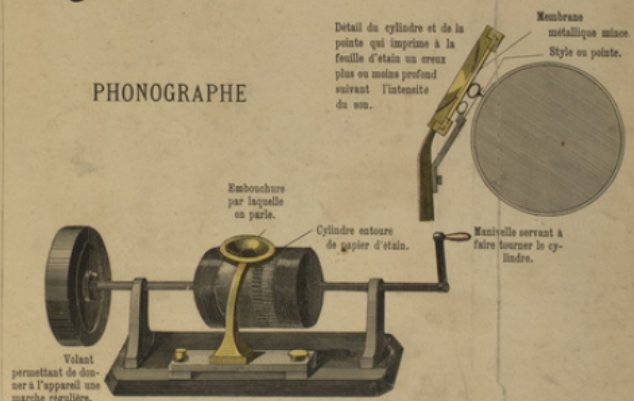 PHONOGRAPHE
Détail du cylindre et de la
pointe qui imprime à la
feuille d'étain un creux
plus ou moins profond
suivant l'intensité
du son.
Membrane
métallique mince.
Style ou pointe.
Embouchure
par laquelle
on parle.
Cylindre entouré
de papier d'étain.
Manivelle servant à
faire tourner le cy-
lindre.
Volant
permettant de don-
ner à l'appareil une
marche régulière.